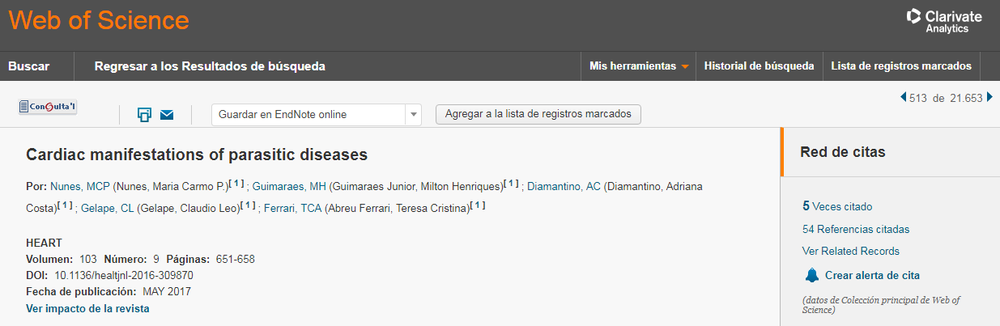 Web of Science
Clarivate
Analytics
Buscar
Regresar a los Resultados de búsqueda
Mis herramientas
Historial de búsqueda
Lista de registros marcados
ConSulta'l
Guardar en EndNote online
Agregar a la lista de registros marcados
513 de 21.653
Cardiac manifestations of parasitic diseases
Por: Nunes, MCP (Nunes, Maria Carmo P.)[ 1 ] ; Guimaraes, MH (Guimaraes Junior, Milton Henriques)[ 1 ] ; Diamantino, AC (Diamantino, Adriana
Costa)[ 1 ] ; Gelape, CL (Gelape, Claudio Leo)[ 1 ] ; Ferrari, TCA (Abreu Ferrari, Teresa Cristina)[ 1 ]
HEART
Volumen: 103 Número: 9 Páginas: 651-658
DOI: 10.1136/healtjnl-2016-309870
Fecha de publicación: MAY 2017
Ver impacto de la revista
Red de citas
5 Veces citado
54 Referencias citadas
Ver Related Records
Crear alerta de cita
(datos de Colección principal de Web of
Science)